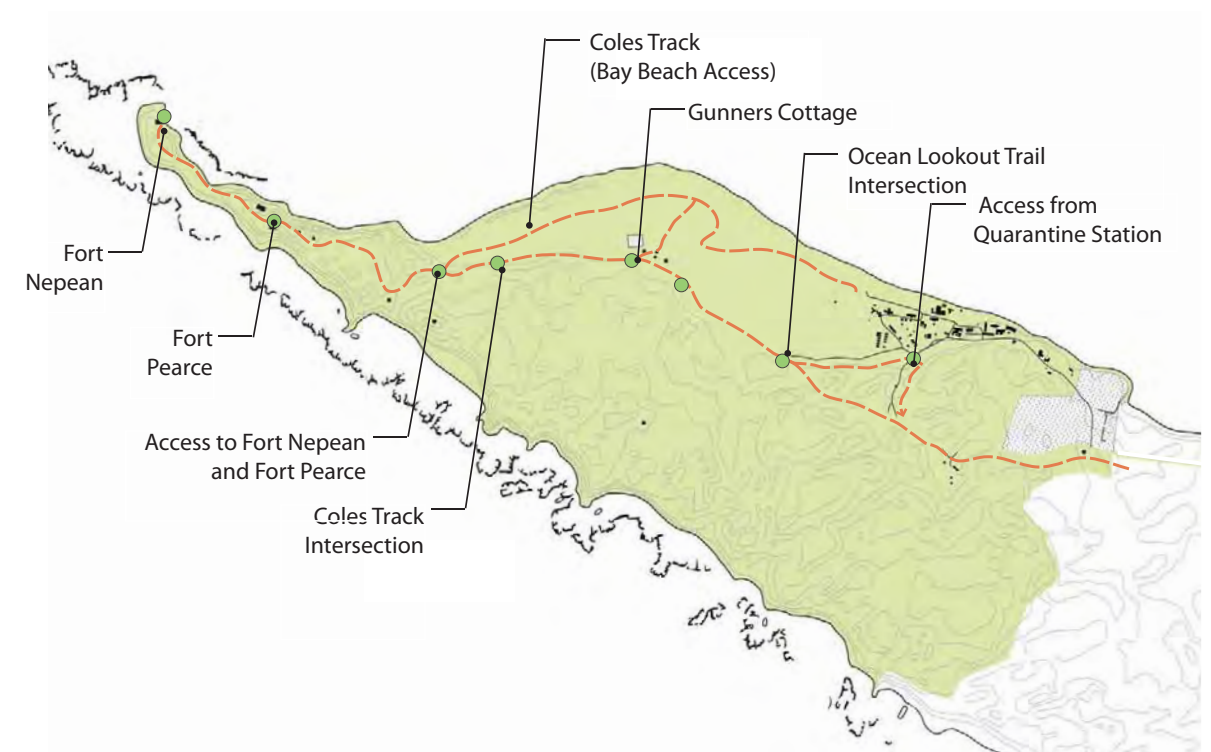 Coles Track
(Bay Beach Access)
Gunners Cottage
Ocean Lookout Trail
Intersection
Access from
Quarantine Station
Fort
Nepean
Fort
Pearce
Access to Fort Nepean
and Fort Pearce
Coles Track
Intersection